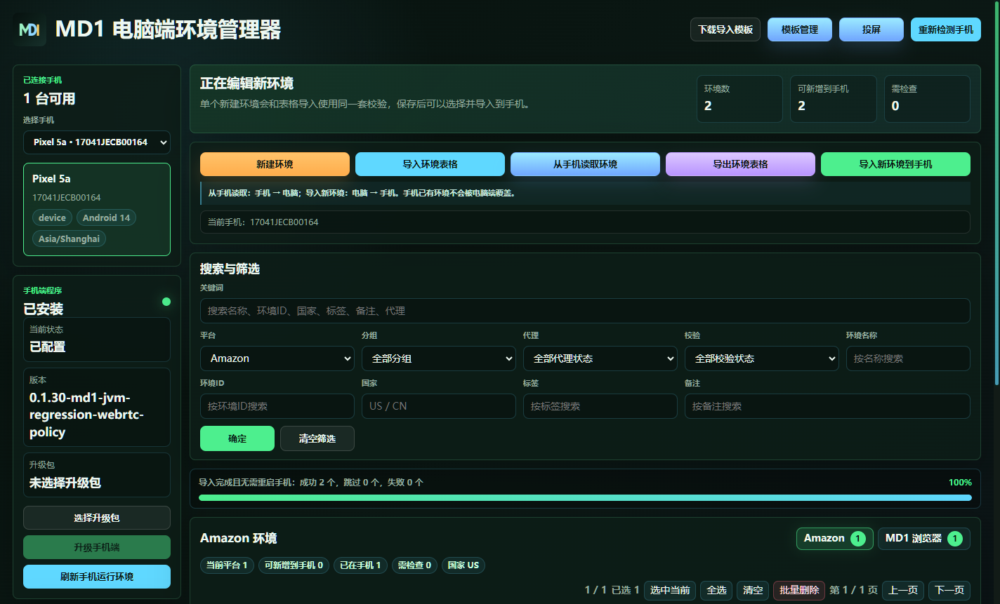 MDI
MD1 电脑端环境管理器
下载导入模板
模板管理
投屏
重新检测手机
已连接手机
1 台可用
选择手机
Pixel 5a • 17041JECB00164
Pixel 5a
17041JECB00164
device
Android 14
Asia/Shanghai
手机端程序
已安装
当前状态
已配置
版本
0.1.30-md1-jvm-
regression-webrtc-
policy
升级包
未选择升级包
选择升级包
升级手机端
刷新手机运行环境
正在编辑新环境
单个新建环境会和表格导入使用同一套校验，保存后可以选择并导入到手机。
环境数
2
可新增到手机
2
需检查
0
新建环境
导入环境表格
从手机读取环境
导出环境表格
导入新环境到手机
从手机读取：手机 → 电脑；导入新环境：电脑 → 手机。手机已有环境不会被电脑端覆盖。
当前手机：17041JECB00164
搜索与筛选
关键词
搜索名称、环境ID、国家、标签、备注、代理
平台
分组
代理
校验
环境名称
Amazon
全部分组
全部代理状态
全部校验状态
按名称搜索
环境ID
国家
标签
备注
按环境ID搜索
US / CN
按标签搜索
按备注搜索
确定
清空筛选
导入完成且无需重启手机：成功 2 个，跳过 0 个，失败 0 个
100%
Amazon 环境
Amazon 1
MD1 浏览器 1
当前平台 1
可新增到手机 0
已在手机 1
需检查 0
国家 US
1 / 1 已选 1
选中当前
全选
清空
批量删除
第 1 / 1 页
上一页
下一页